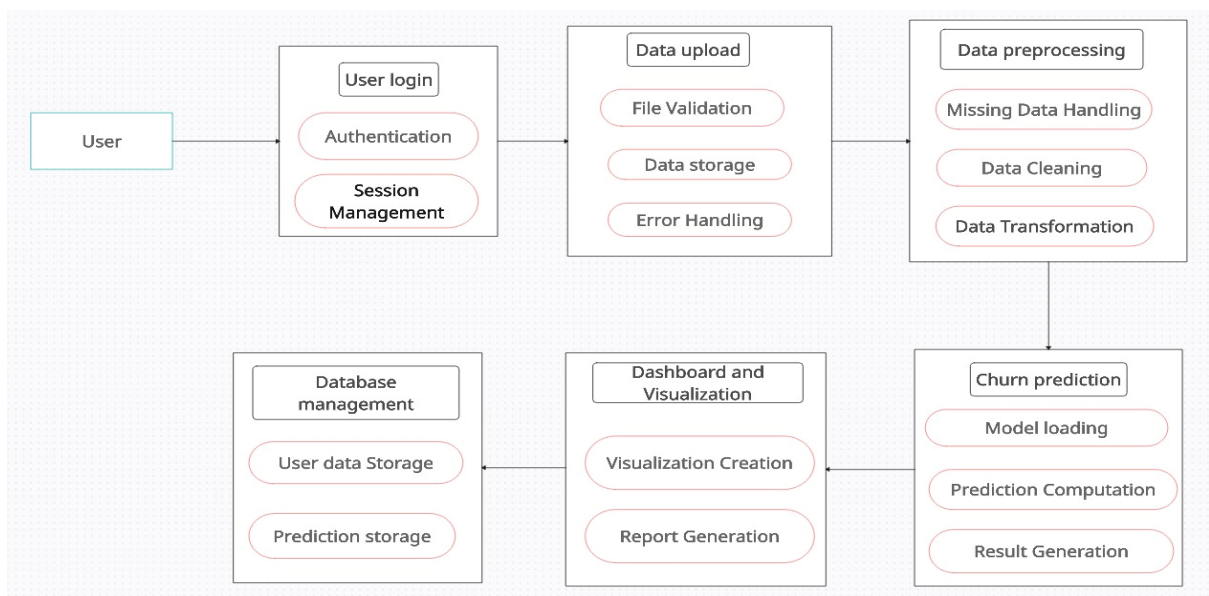 User
User login
Authentication
Session
Management
Data upload
File Validation
Data storage
Error Handling
Data preprocessing
Missing Data Handling
Data Cleaning
Data Transformation
Churn prediction
Model loading
Prediction Computation
Result Generation
Dashboard and
Visualization
Visualization Creation
Report Generation
Database
management
User data Storage
Prediction storage